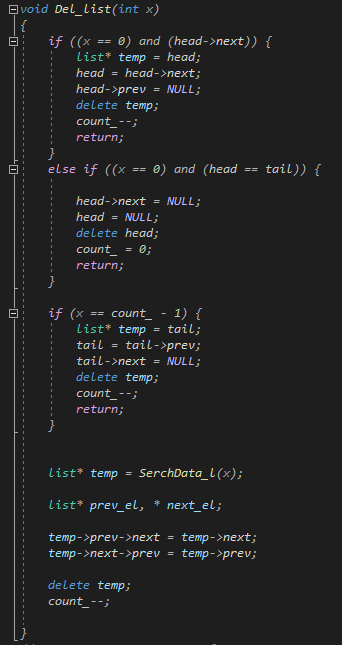 void Del_list(int x)
{
if ((x == 0) and (head->next)) {
list* temp = head;
head = head->next;
head->prev = NULL;
delete temp;
count_--;
return;
}
else if ((x == 0) and (head == tail)) {
head->next = NULL;
head = NULL;
delete head;
count_ = 0;
return;
}
if (x == count_ - 1) {
list* temp = tail;
tail = tail->prev;
tail->next = NULL;
delete temp;
count_--;
return;
}
list* temp = SerchData_l(x);
list* prev_el, * next_el;
temp->prev->next = temp->next;
temp->next->prev = temp->prev;
delete temp;
count_--;
}